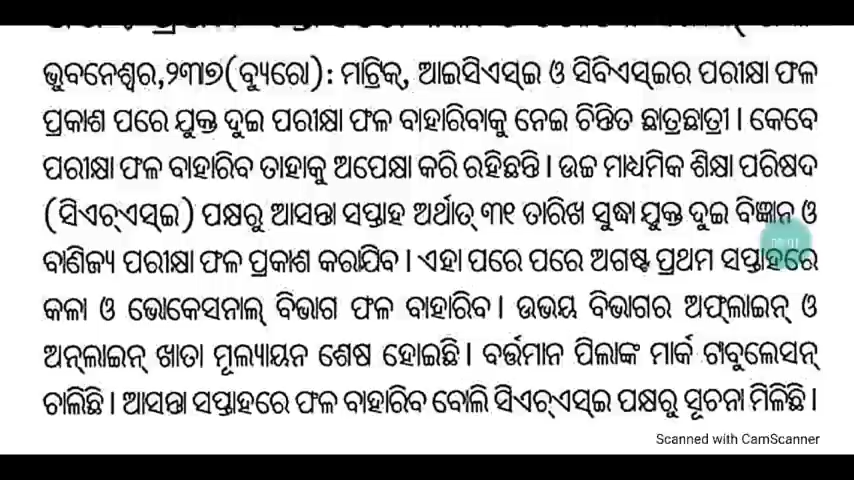 ଭୁବନେଶ୍ୱର,୨୩ା୭(ବ୍ୟୁରୋ): ମାଟ୍ରିକ୍, ଆଇସିଏସ୍ଇ ଓ ସିବିଏସ୍ଇର ପରୀକ୍ଷା ଫଳ
ପ୍ରକାଶ ପରେ ଯୁକ୍ତ ଦୁଇ ପରୀକ୍ଷା ଫଳ ବାହାରିବାକୁ ନେଇ ଚିନ୍ତିତ ଛାତ୍ରଛାତ୍ରୀ । କେବେ
ପରୀକ୍ଷା ଫଳ ବାହାରିବ ତାହାକୁ ଅପେକ୍ଷା କରି ରହିଛନ୍ତି । ଉଚ୍ଚ ମାଧ୍ୟମିକ ଶିକ୍ଷା ପରିଷଦ
(ସିଏଚ୍‌ଏସ୍ଇ) ପକ୍ଷରୁ ଆସନ୍ତା ସପ୍ତାହ ଅର୍ଥାତ୍ ୩୧ ତାରିଖ ସୁଦ୍ଧା ଯୁକ୍ତ ଦୁଇ ବିଜ୍ଞାନ ଓ
ବାଣିଜ୍ୟ ପରୀକ୍ଷା ଫଳ ପ୍ରକାଶ କରାଯିବ । ଏହା ପରେ ପରେ ଅଗଷ୍ଟ ପ୍ରଥମ ସପ୍ତାହରେ
କଳା ଓ ଭୋକେସନାଲ୍ ବିଭାଗ ଫଳ ବାହାରିବ । ଉଭୟ ବିଭାଗର ଅଫ୍‌ଲାଇନ୍ ଓ
ଅନ୍‌ଲାଇନ୍ ଖାତା ମୂଲ୍ୟାୟନ ଶେଷ ହୋଇଛି । ବର୍ତ୍ତମାନ ପିଲାଙ୍କ ମାର୍କ ଟାବୁଲେସନ୍
ଚାଲିଛି । ଆସନ୍ତା ସପ୍ତାହରେ ଫଳ ବାହାରିବ ବୋଲି ସିଏଚ୍‌ଏସ୍ଇ ପକ୍ଷରୁ ସୂଚନା ମିଳିଛି ।
Scanned with CamScanner